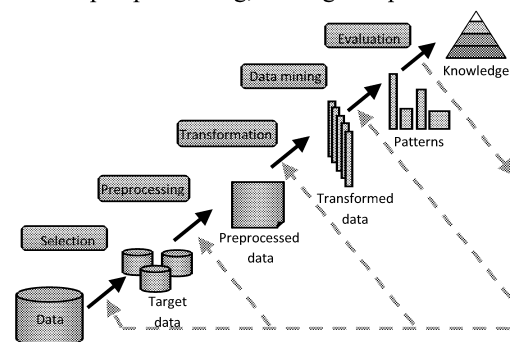 Evaluation
Knowledge
Data mining
Patterns
Transformation
Transformed
data
Preprocessing
Preprocessed
data
Selection
Target
data
Data